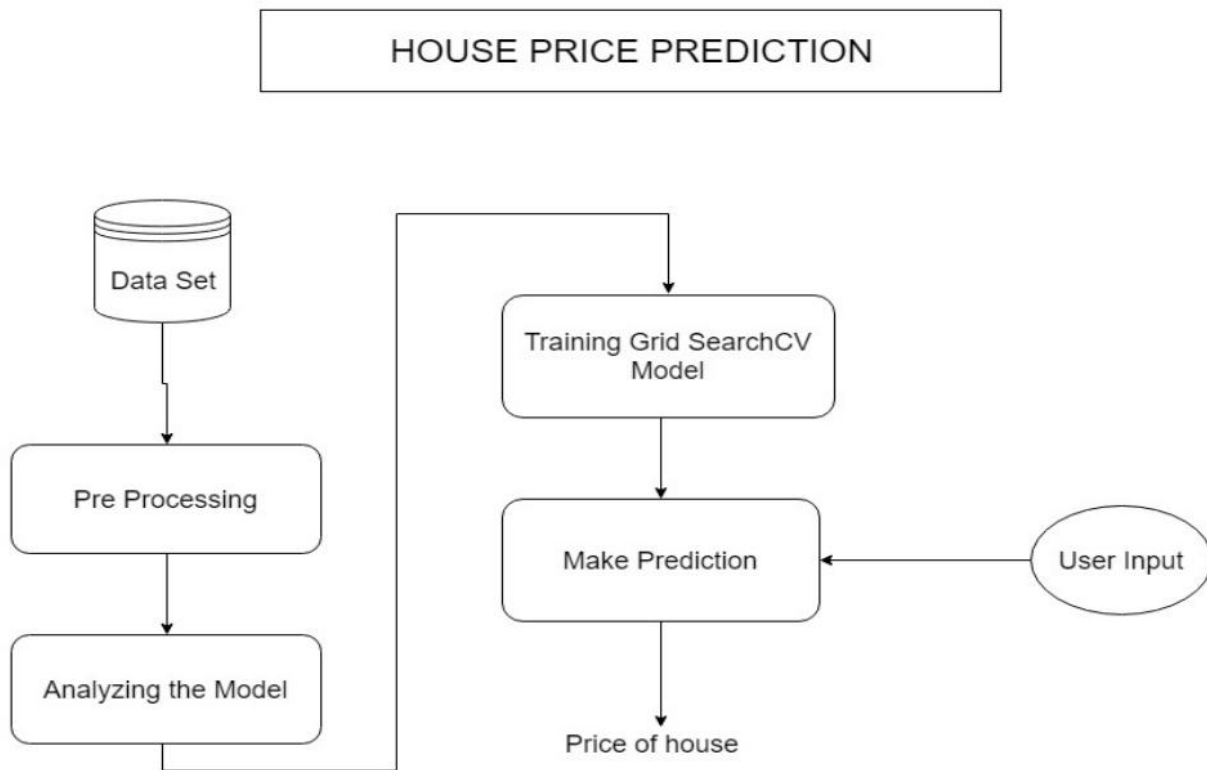 HOUSE PRICE PREDICTION
Data Set
Pre Processing
Analyzing the Model
Training Grid SearchCV
Model
Make Prediction
User Input
Price of house